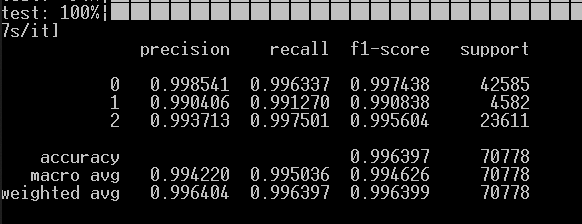 test: 100%|
7s/it]
precision recall f1-score support
0 0.998541 0.996337 0.997438 42585
1 0.990406 0.991270 0.990838 4582
2 0.993713 0.997501 0.995604 23611
accuracy 0.996397 70778
macro avg 0.994220 0.995036 0.994626 70778
weighted avg 0.996404 0.996397 0.996399 70778